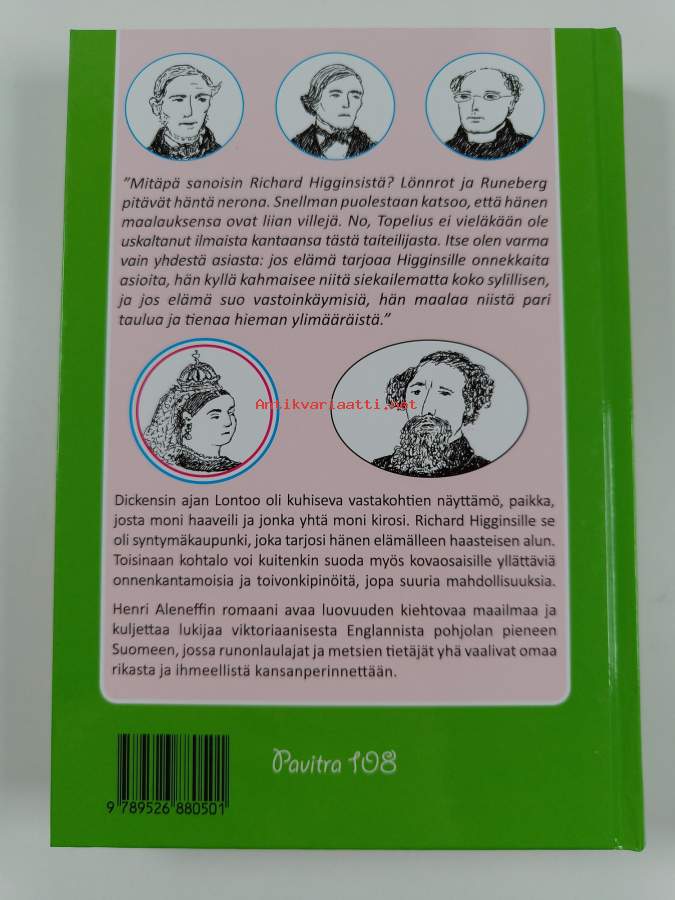 ”Mitäpä sanoisin Richard Higginsistä? Lönnrot ja Runeberg
pitävät häntä nerona. Snellman puolestaan katsoo, että hänen
maalauksensa ovat liian villejä. No, Topelius ei vieläkään ole
uskaltanut ilmaista kantaansa tästä taiteilijasta. Itse olen varma
vain yhdestä asiasta: jos elämä tarjoaa Higginsille onnekkaita
asioita, hän kyllä kahmaisee niitä siekailematta koko sylillisen,
ja jos elämä suo vastoinkäymisiä, hän maalaa niistä pari
taulua ja tienaa hieman ylimääräistä.”
Antikvariaatti.net
Dickensin ajan Lontoo oli kuhiseva vastakohtien näyttämö, paikka,
josta moni haaveili ja jonka yhtä moni kirosi. Richard Higginsille se
oli syntymäkaupunki, joka tarjosi hänen elämälleen haasteisen alun.
Toisinaan kohtalo voi kuitenkin suoda myös kovaosaisille yllättäviä
onnenkantamoisia ja toivonkipinöitä, jopa suuria mahdollisuuksia.
Henri Aleneffin romaani avaa luovuuden kiehtovaa maailmaa ja
kuljettaa lukijaa viktoriaanisesta Englannista pohjolan pieneen
Suomeen, jossa runonlaulajat ja metsien tietäjät yhä vaalivat omaa
rikasta ja ihmeellistä kansanperinnettään.
Pavitra 108
9 789526 880501